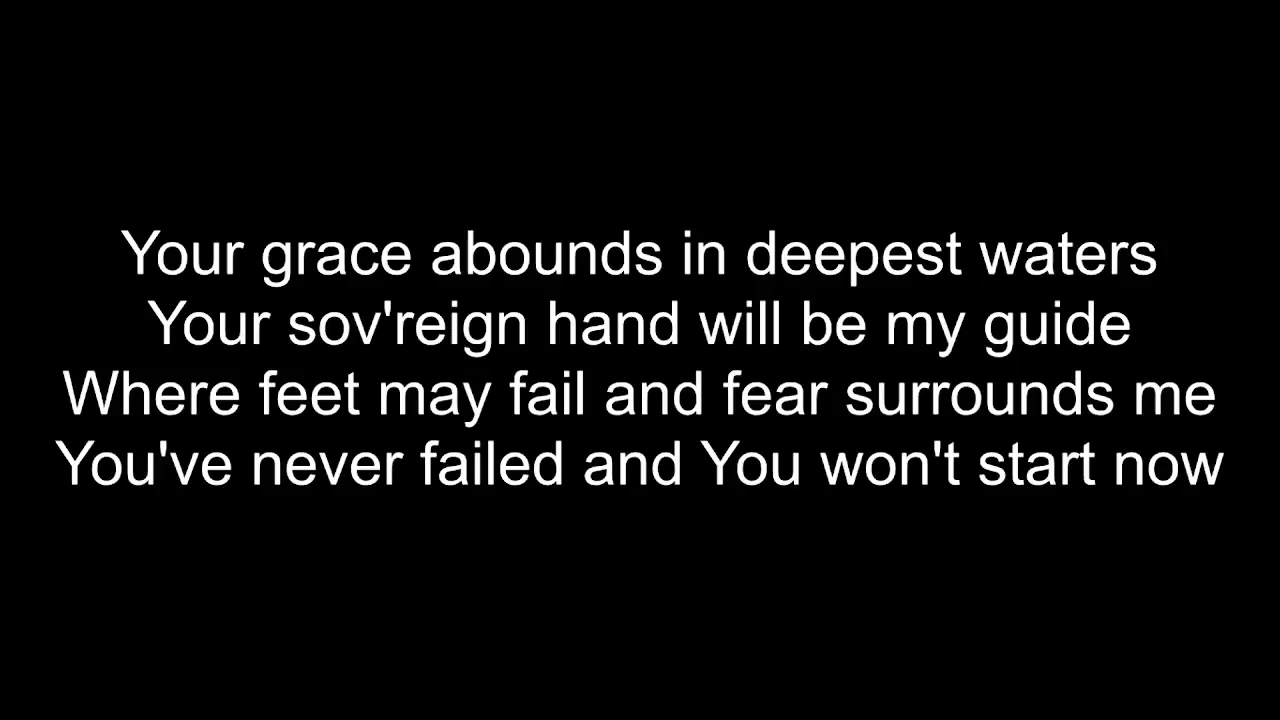 Your grace abounds in deepest waters
Your sov'reign hand will be my guide
Where feet may fail and fear surrounds me
You've never failed and You won't start now